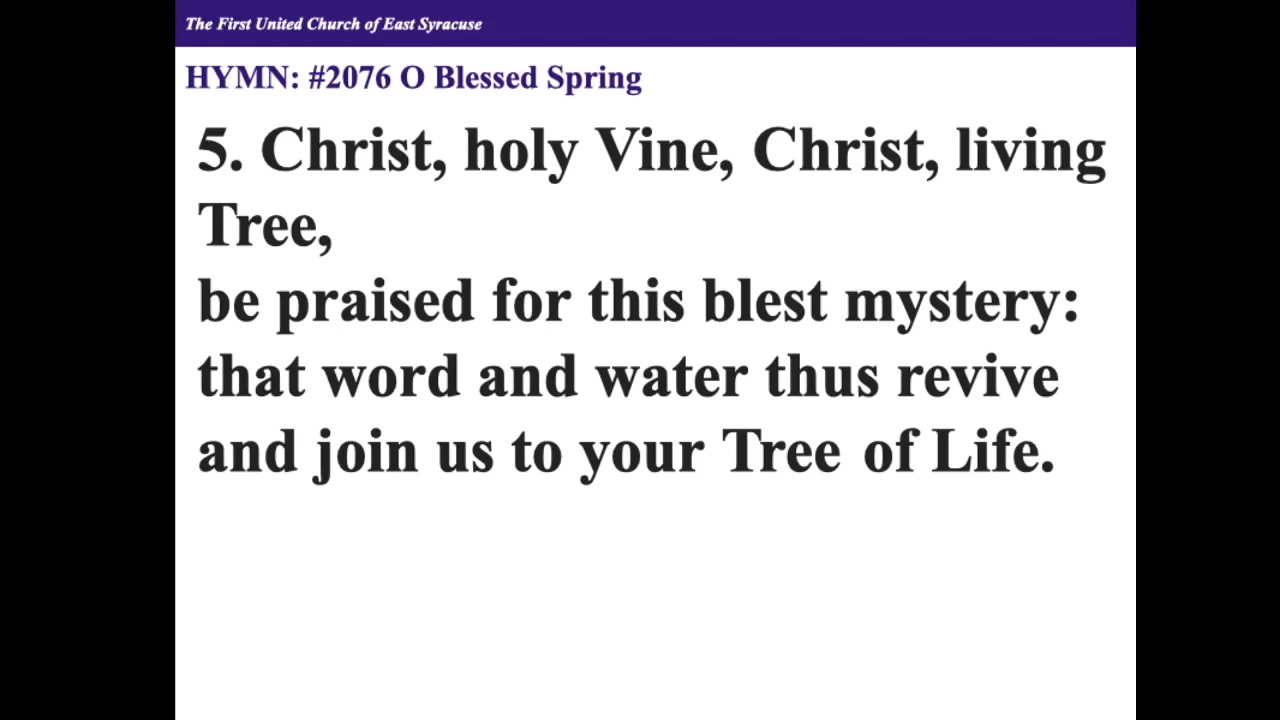 The First United Church of East Syracuse
HYMN: #2076 O Blessed Spring
5. Christ, holy Vine, Christ, living
Tree,
be praised for this blest mystery:
that word and water thus revive
and join us to your Tree of Life.